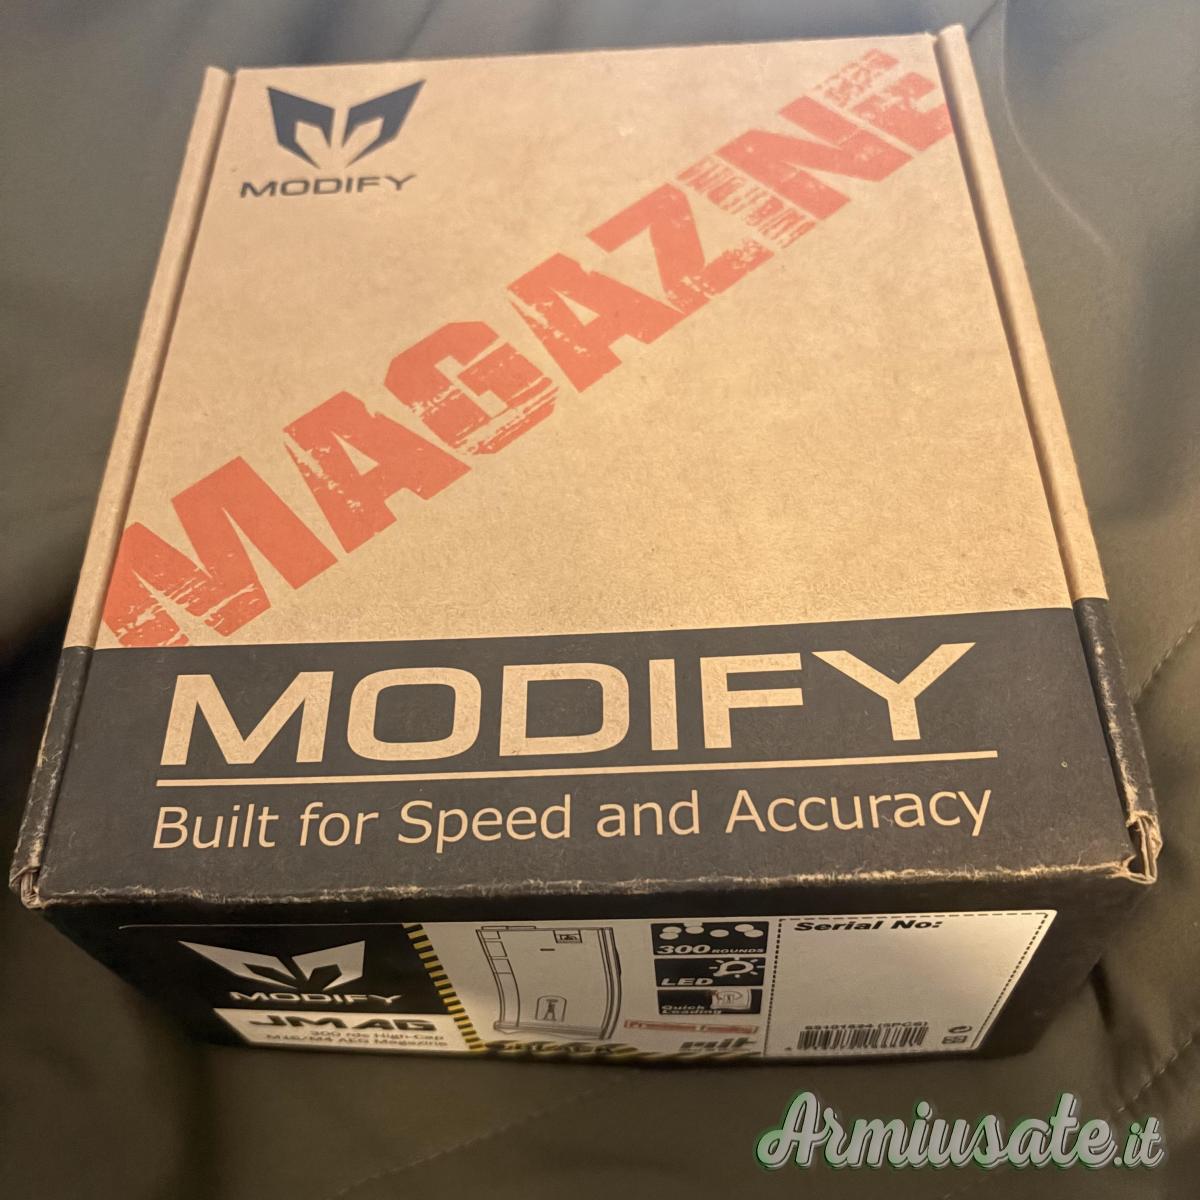 MODIFY
MAGAZINE
MODIFY
Built for Speed and Accuracy
MODIFY
JMAG
300 rds High-Cap
M16/M4 AEG Magazine
300 ROUNDS
LED
Quick
Loading
Serial No:
(5PCS)
Armiusate.it